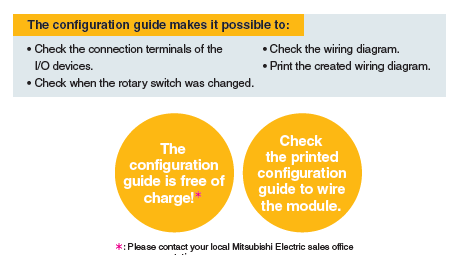 The configuration guide makes it possible to:
• Check the connection terminals of the
I/O devices.
• Check when the rotary switch was changed.
• Check the wiring diagram.
• Print the created wiring diagram.
The
configuration
guide is free of
charge!*
Check
the printed
configuration
guide to wire
the module.
*: Please contact your local Mitsubishi Electric sales office